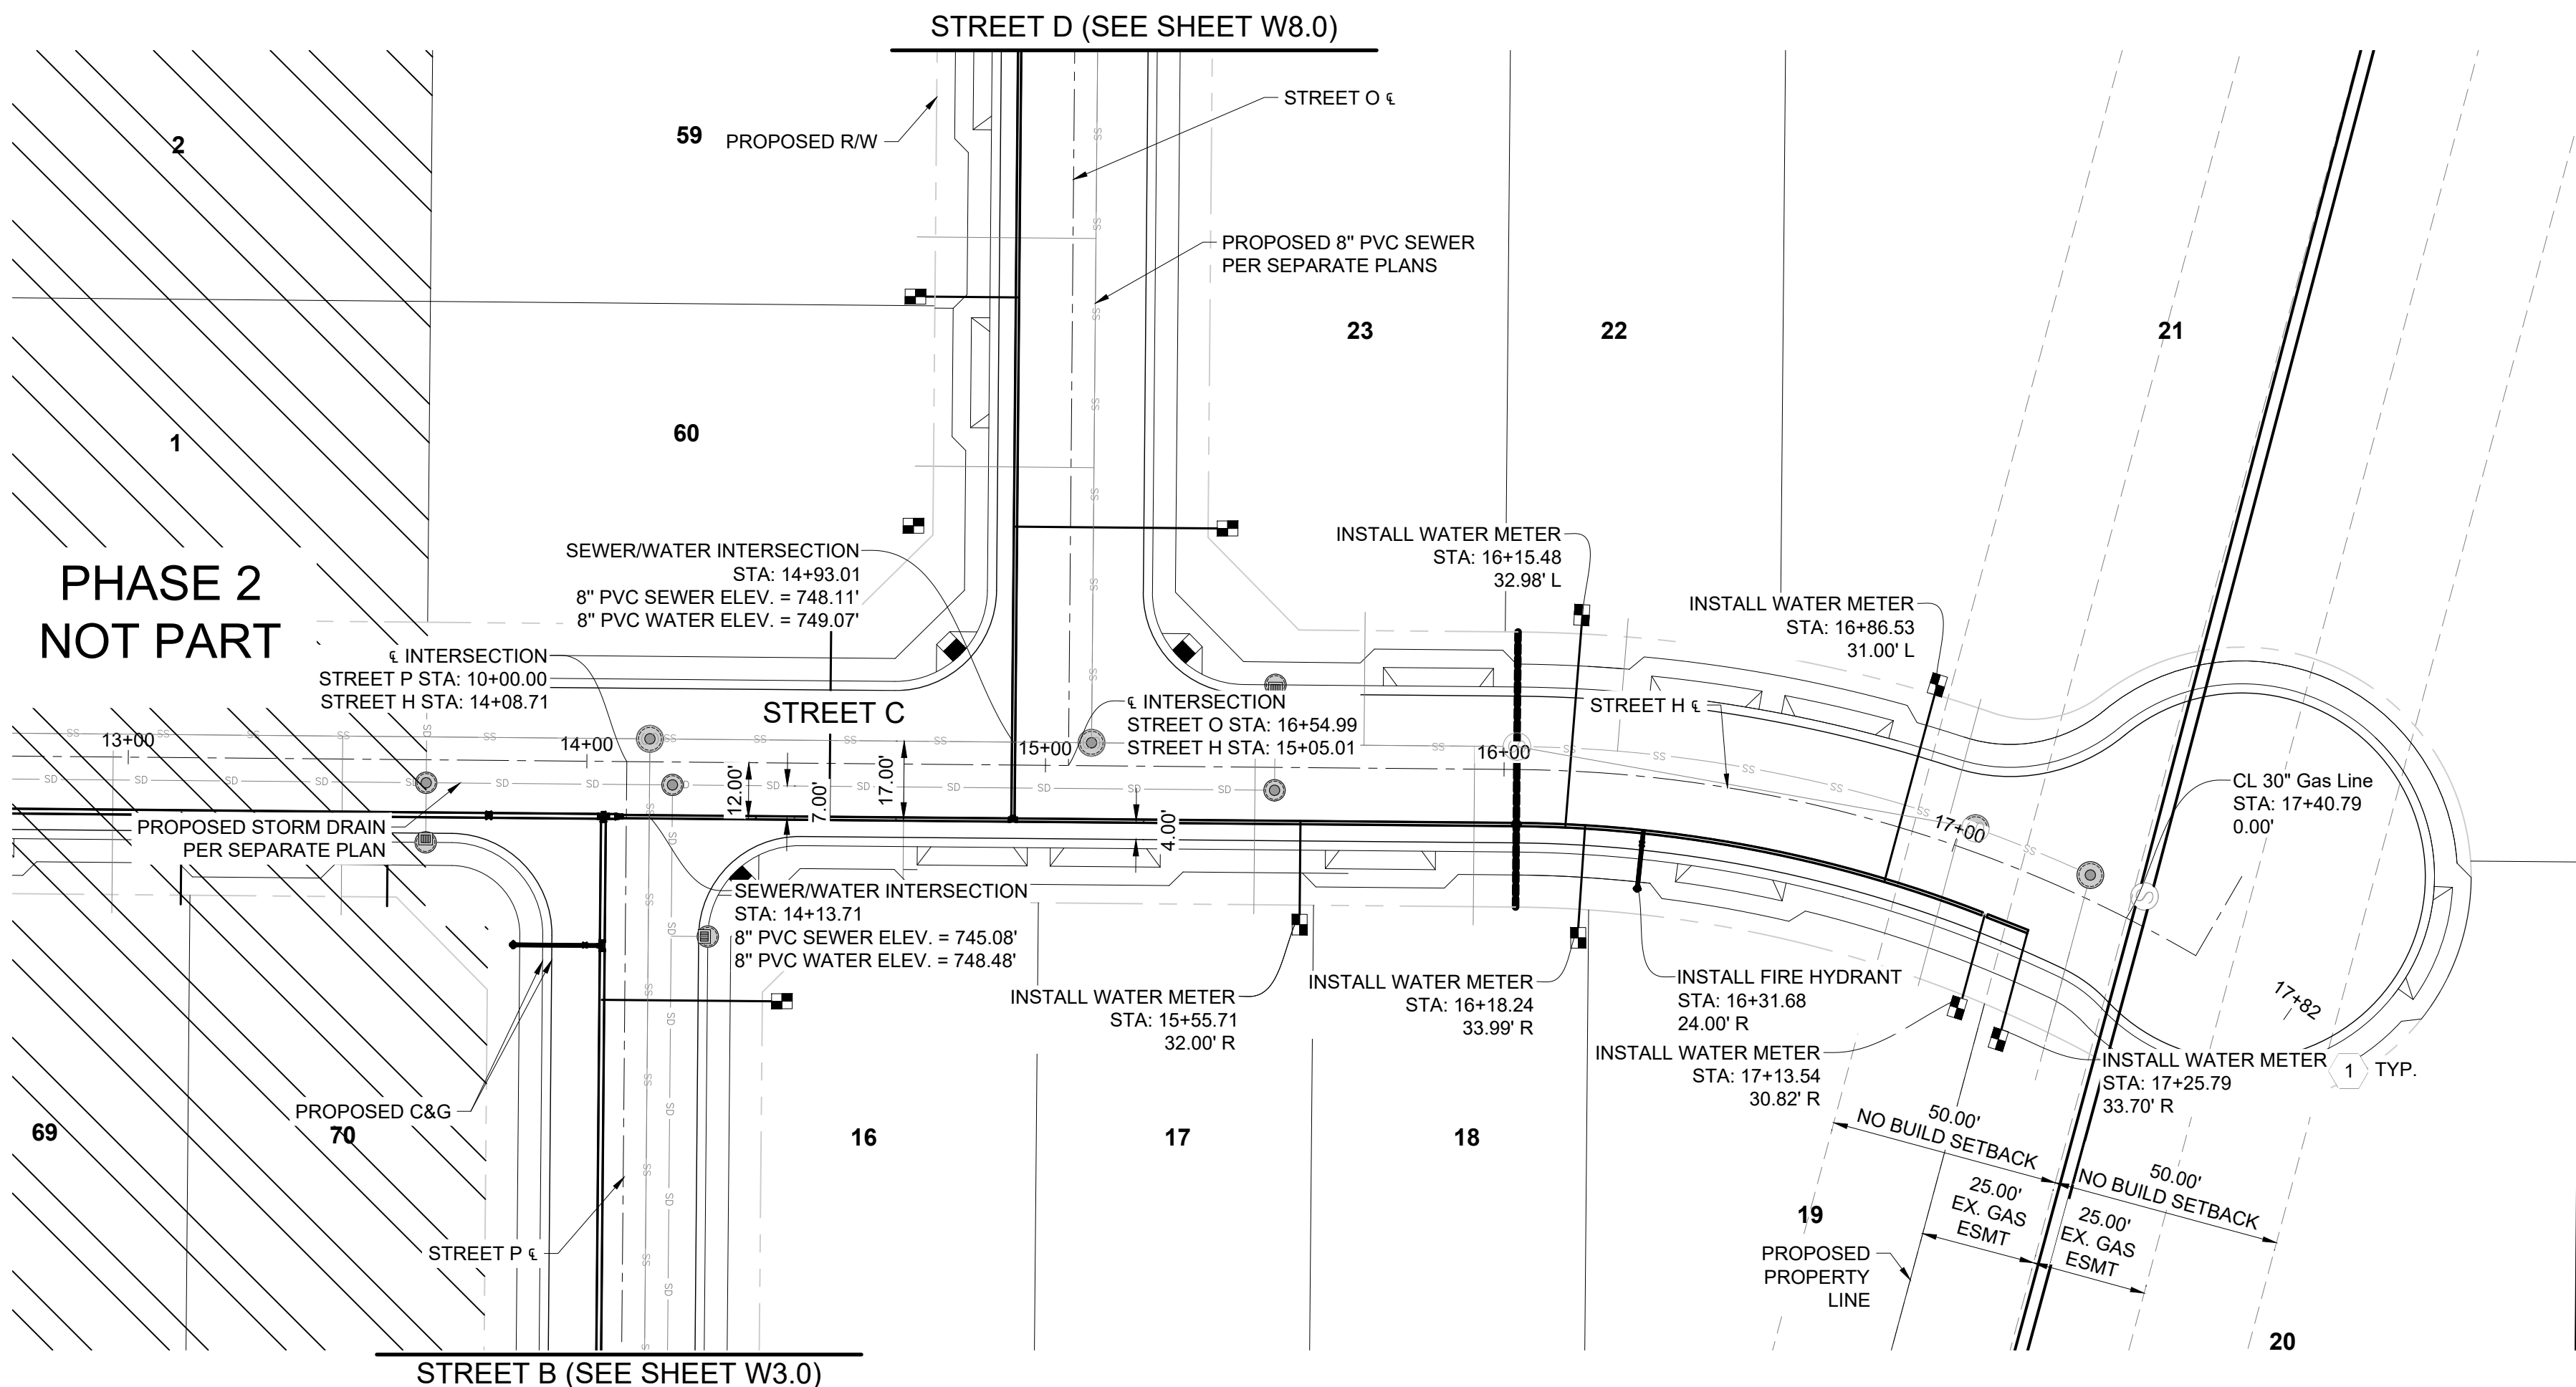 STREET D (SEE SHEET W8.0)
STREET O ℄
2
59
PROPOSED R/W
PROPOSED 8" PVC SEWER
PER SEPARATE PLANS
23
22
21
1
60
SEWER/WATER INTERSECTION
STA: 14+93.01
8" PVC SEWER ELEV. = 748.11'
8" PVC WATER ELEV. = 749.07'
INSTALL WATER METER
STA: 16+15.48
32.98' L
INSTALL WATER METER
STA: 16+86.53
31.00' L
PHASE 2
NOT PART
℄ INTERSECTION
STREET P STA: 10+00.00
STREET H STA: 14+08.71
STREET C
℄ INTERSECTION
STREET O STA: 16+54.99
STREET H STA: 15+05.01
STREET H ℄
13+00
14+00
15+00
16+00
17+00
17+82
12.00'
7.00'
17.00'
4.00'
CL 30" Gas Line
STA: 17+40.79
0.00'
PROPOSED STORM DRAIN
PER SEPARATE PLAN
SEWER/WATER INTERSECTION
STA: 14+13.71
8" PVC SEWER ELEV. = 745.08'
8" PVC WATER ELEV. = 748.48'
INSTALL WATER METER
STA: 15+55.71
32.00' R
INSTALL WATER METER
STA: 16+18.24
33.99' R
INSTALL FIRE HYDRANT
STA: 16+31.68
24.00' R
INSTALL WATER METER
STA: 17+13.54
30.82' R
INSTALL WATER METER
STA: 17+25.79
33.70' R
1 TYP.
PROPOSED C&G
69
70
16
17
18
19
20
50.00'
NO BUILD SETBACK
50.00'
NO BUILD SETBACK
25.00'
EX. GAS
ESMT
25.00'
EX. GAS
ESMT
STREET P ℄
PROPOSED
PROPERTY
LINE
STREET B (SEE SHEET W3.0)
SS
SD
S